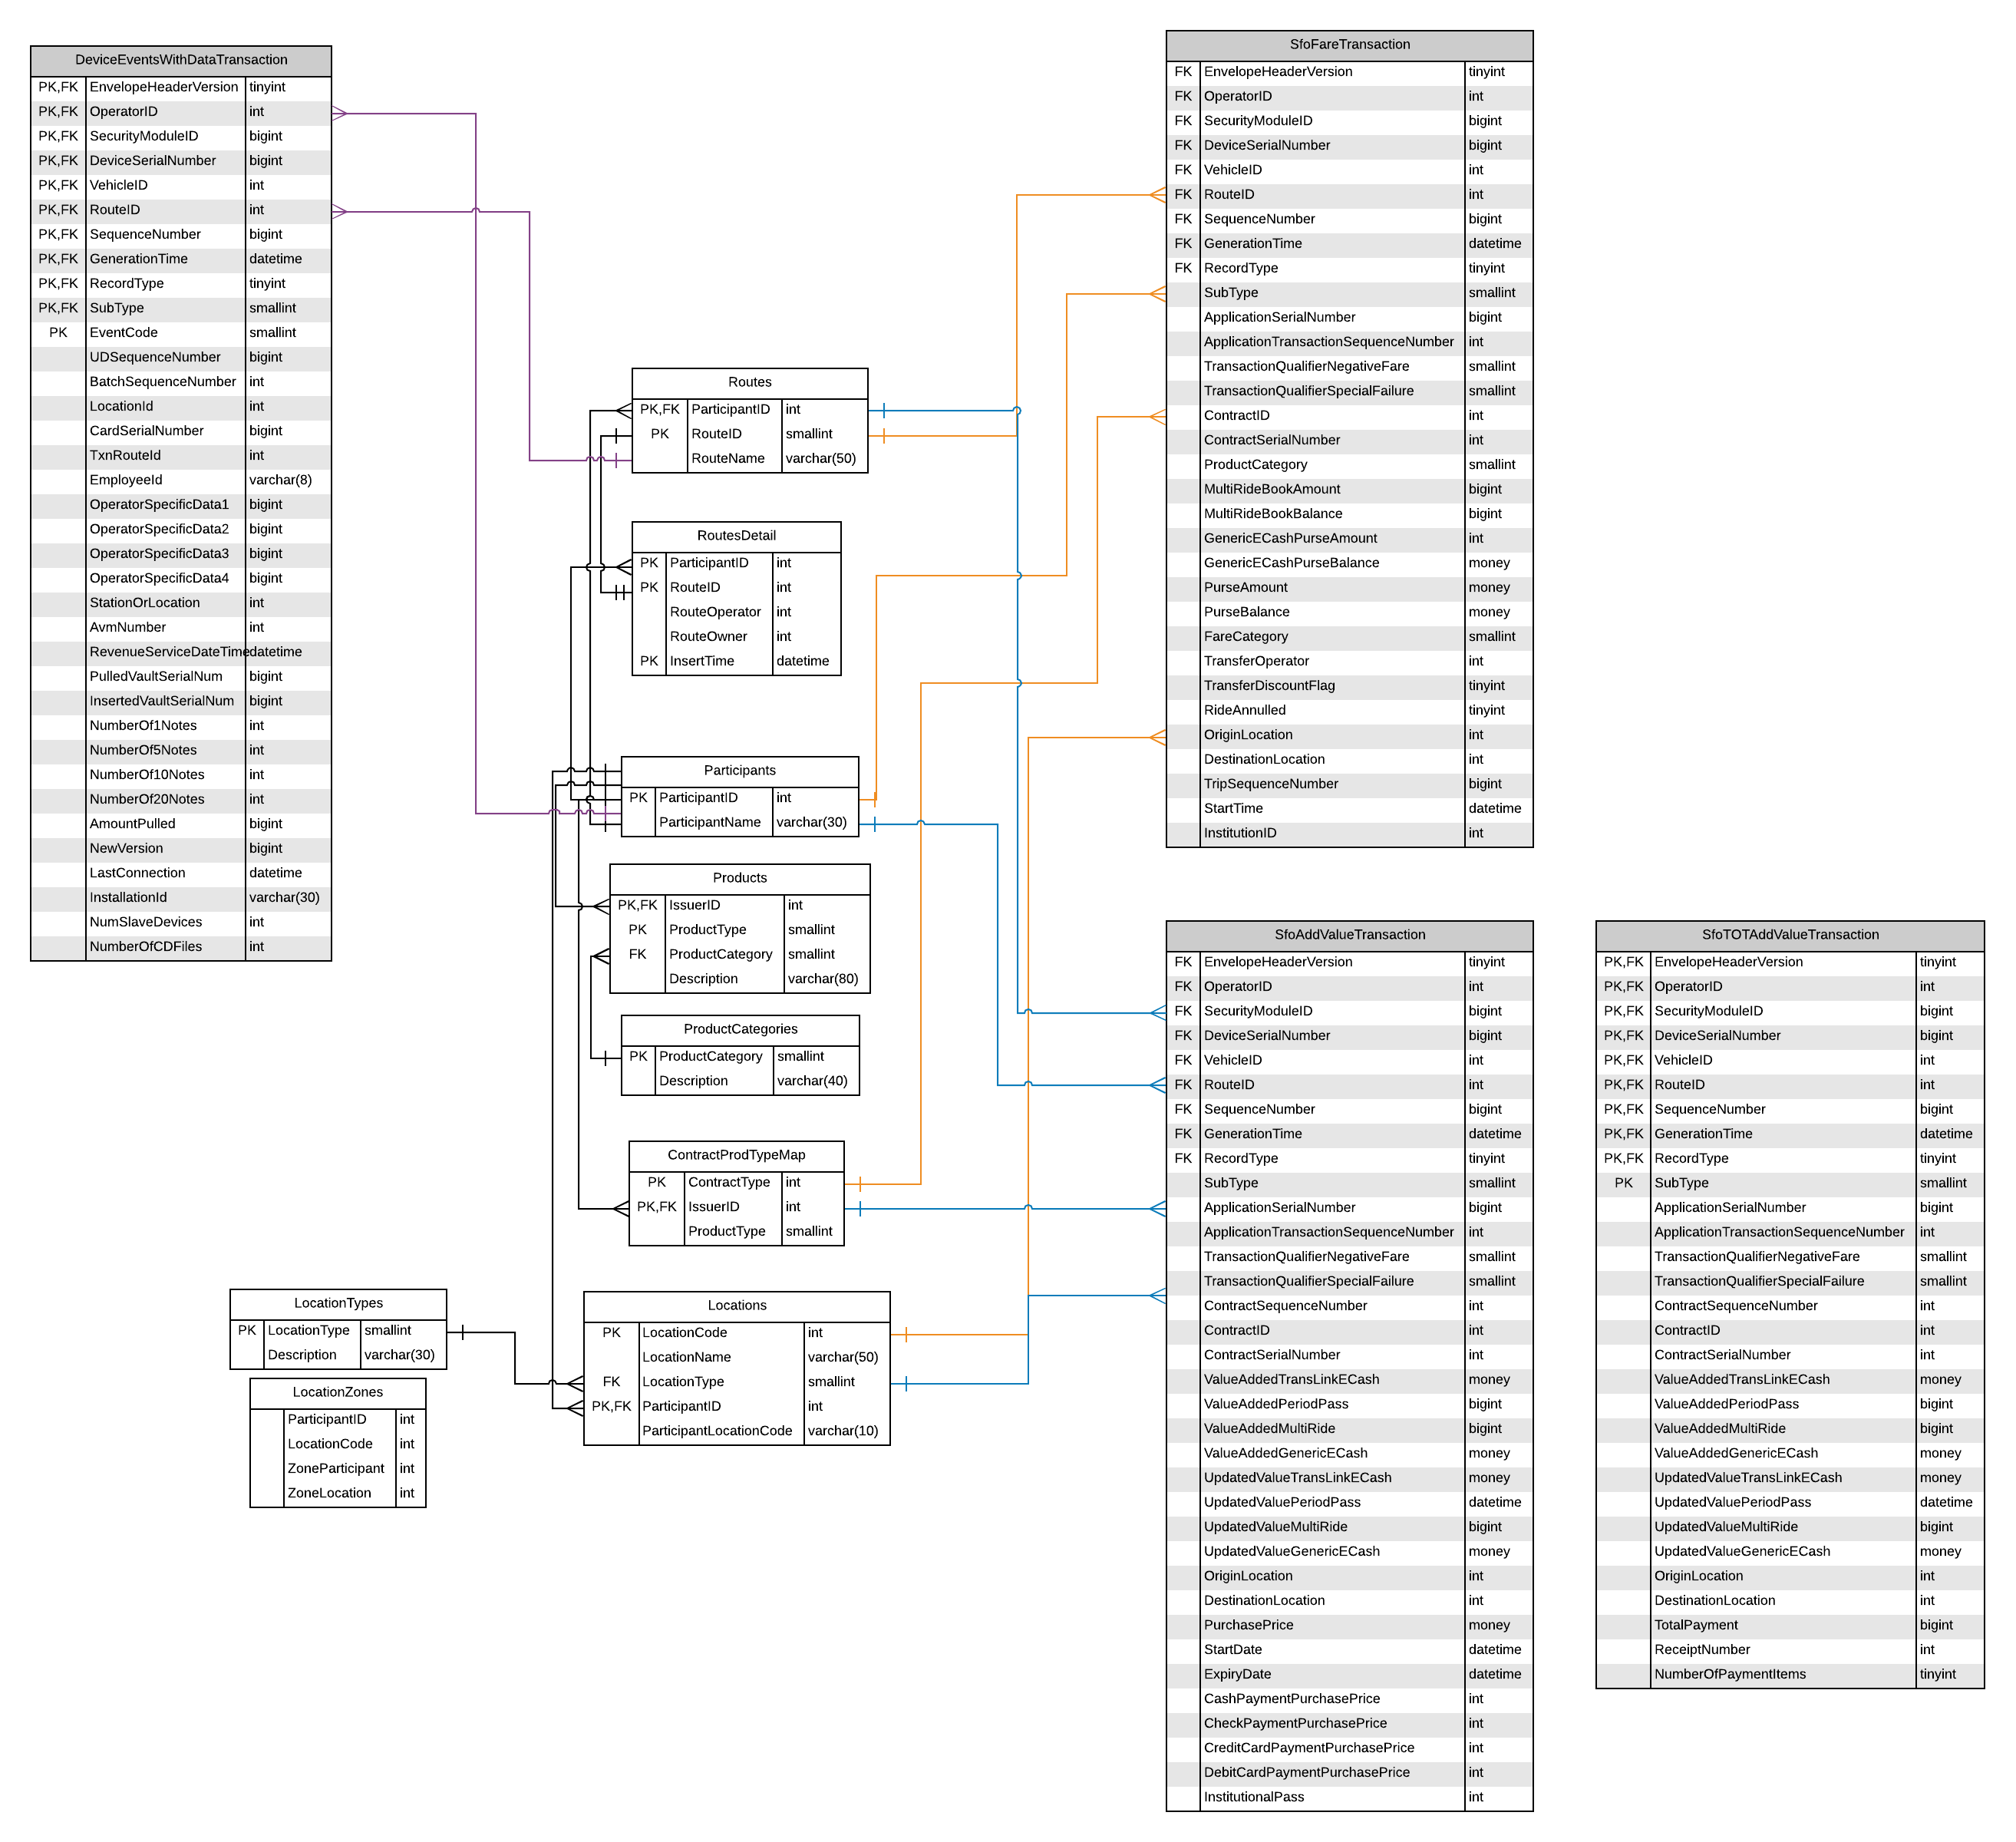 DeviceEventsWithDataTransaction
PK,FK EnvelopeHeaderVersion tinyint
PK,FK OperatorID int
PK,FK SecurityModuleID bigint
PK,FK DeviceSerialNumber bigint
PK,FK VehicleID int
PK,FK RouteID int
PK,FK SequenceNumber bigint
PK,FK GenerationTime datetime
PK,FK RecordType tinyint
PK,FK SubType smallint
PK EventCode smallint
UDSequenceNumber bigint
BatchSequenceNumber int
LocationId int
CardSerialNumber bigint
TxnRouteId int
EmployeeId varchar(8)
OperatorSpecificData1 bigint
OperatorSpecificData2 bigint
OperatorSpecificData3 bigint
OperatorSpecificData4 bigint
StationOrLocation int
AvmNumber int
RevenueServiceDateTime datetime
PulledVaultSerialNum bigint
InsertedVaultSerialNum bigint
NumberOf1Notes int
NumberOf5Notes int
NumberOf10Notes int
NumberOf20Notes int
AmountPulled bigint
NewVersion bigint
LastConnection datetime
InstallationId varchar(30)
NumSlaveDevices int
NumberOfCDFiles int
Routes
PK,FK ParticipantID int
PK RouteID smallint
RouteName varchar(50)
RoutesDetail
PK ParticipantID int
PK RouteID int
RouteOperator int
RouteOwner int
PK InsertTime datetime
Participants
PK ParticipantID int
ParticipantName varchar(30)
Products
PK,FK IssuerID int
PK ProductType smallint
FK ProductCategory smallint
Description varchar(80)
ProductCategories
PK ProductCategory smallint
Description varchar(40)
ContractProdTypeMap
PK ContractType int
PK,FK IssuerID int
ProductType smallint
LocationTypes
PK LocationType smallint
Description varchar(30)
LocationZones
ParticipantID int
LocationCode int
ZoneParticipant int
ZoneLocation int
Locations
PK LocationCode int
LocationName varchar(50)
FK LocationType smallint
PK,FK ParticipantID int
ParticipantLocationCode varchar(10)
SfoFareTransaction
FK EnvelopeHeaderVersion tinyint
FK OperatorID int
FK SecurityModuleID bigint
FK DeviceSerialNumber bigint
FK VehicleID int
FK RouteID int
FK SequenceNumber bigint
FK GenerationTime datetime
FK RecordType tinyint
SubType smallint
ApplicationSerialNumber bigint
ApplicationTransactionSequenceNumber int
TransactionQualifierNegativeFare smallint
TransactionQualifierSpecialFailure smallint
ContractID int
ContractSerialNumber int
ProductCategory smallint
MultiRideBookAmount bigint
MultiRideBookBalance bigint
GenericECashPurseAmount int
GenericECashPurseBalance money
PurseAmount money
PurseBalance money
FareCategory smallint
TransferOperator int
TransferDiscountFlag tinyint
RideAnnulled tinyint
OriginLocation int
DestinationLocation int
TripSequenceNumber bigint
StartTime datetime
InstitutionID int
SfoAddValueTransaction
FK EnvelopeHeaderVersion tinyint
FK OperatorID int
FK SecurityModuleID bigint
FK DeviceSerialNumber bigint
FK VehicleID int
FK RouteID int
FK SequenceNumber bigint
FK GenerationTime datetime
FK RecordType tinyint
SubType smallint
ApplicationSerialNumber bigint
ApplicationTransactionSequenceNumber int
TransactionQualifierNegativeFare smallint
TransactionQualifierSpecialFailure smallint
ContractSequenceNumber int
ContractID int
ContractSerialNumber int
ValueAddedTransLinkECash money
ValueAddedPeriodPass bigint
ValueAddedMultiRide bigint
ValueAddedGenericECash money
UpdatedValueTransLinkECash money
UpdatedValuePeriodPass datetime
UpdatedValueMultiRide bigint
UpdatedValueGenericECash money
OriginLocation int
DestinationLocation int
PurchasePrice money
StartDate datetime
ExpiryDate datetime
CashPaymentPurchasePrice int
CheckPaymentPurchasePrice int
CreditCardPaymentPurchasePrice int
DebitCardPaymentPurchasePrice int
InstitutionalPass int
SfoTOTAddValueTransaction
PK,FK EnvelopeHeaderVersion tinyint
PK,FK OperatorID int
PK,FK SecurityModuleID bigint
PK,FK DeviceSerialNumber bigint
PK,FK VehicleID int
PK,FK RouteID int
PK,FK SequenceNumber bigint
PK,FK GenerationTime datetime
PK,FK RecordType tinyint
PK SubType smallint
ApplicationSerialNumber bigint
ApplicationTransactionSequenceNumber int
TransactionQualifierNegativeFare smallint
TransactionQualifierSpecialFailure smallint
ContractSequenceNumber int
ContractID int
ContractSerialNumber int
ValueAddedTransLinkECash money
ValueAddedPeriodPass bigint
ValueAddedMultiRide bigint
ValueAddedGenericECash money
UpdatedValueTransLinkECash money
UpdatedValuePeriodPass datetime
UpdatedValueMultiRide bigint
UpdatedValueGenericECash money
OriginLocation int
DestinationLocation int
TotalPayment bigint
ReceiptNumber int
NumberOfPaymentItems tinyint